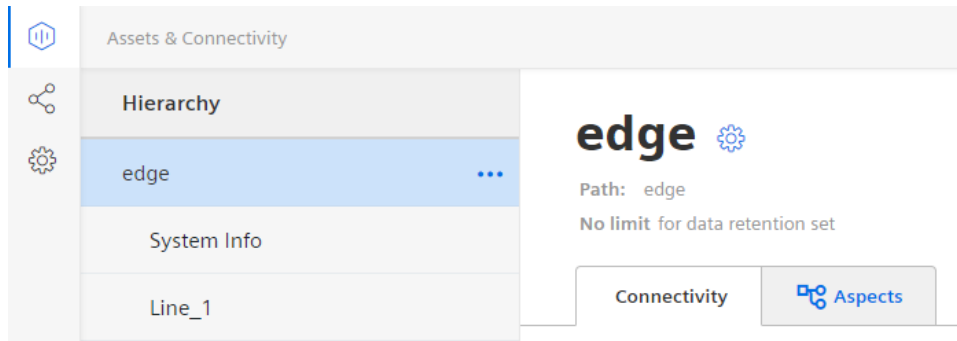 Assets & Connectivity
Hierarchy
edge
System Info
Line_1
edge
Path: edge
No limit for data retention set
Connectivity
Aspects